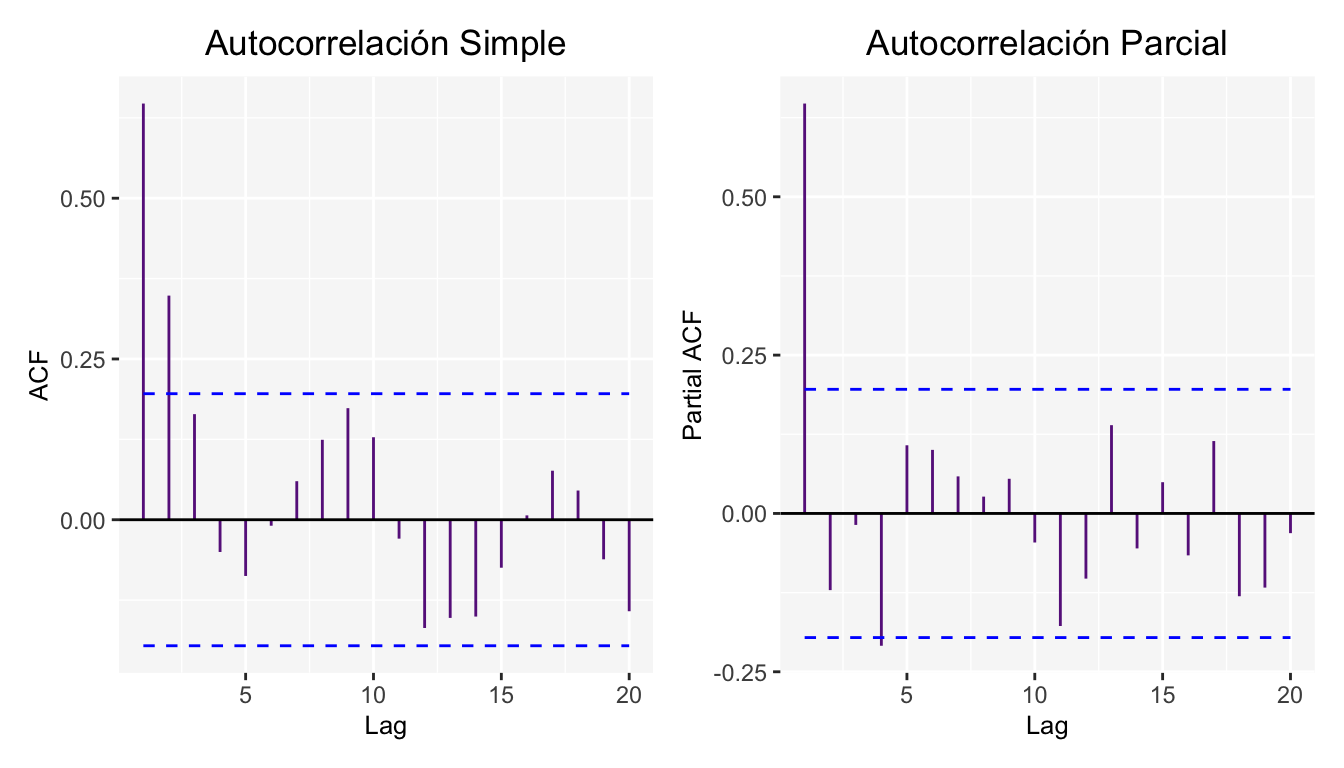 Autocorrelación Simple
ACF
0.50
0.25
0.00
5 10 15 20
Lag
Autocorrelación Parcial
Partial ACF
0.50
0.25
0.00
-0.25
5 10 15 20
Lag